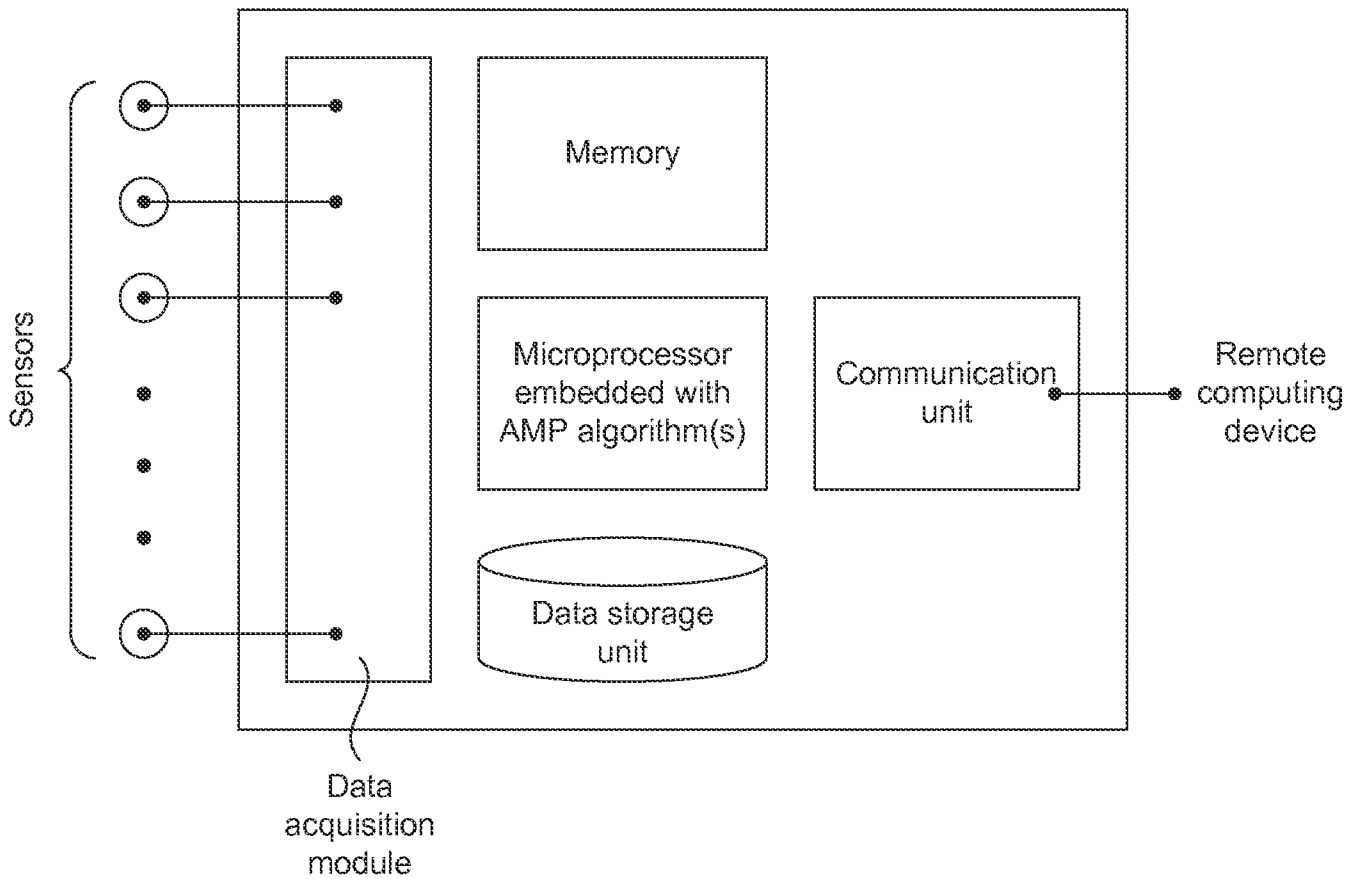 Sensors
Memory
Microprocessor
embedded with
AMP algorithm(s)
Communication
unit
Remote
computing
device
Data storage
unit
Data
acquisition
module